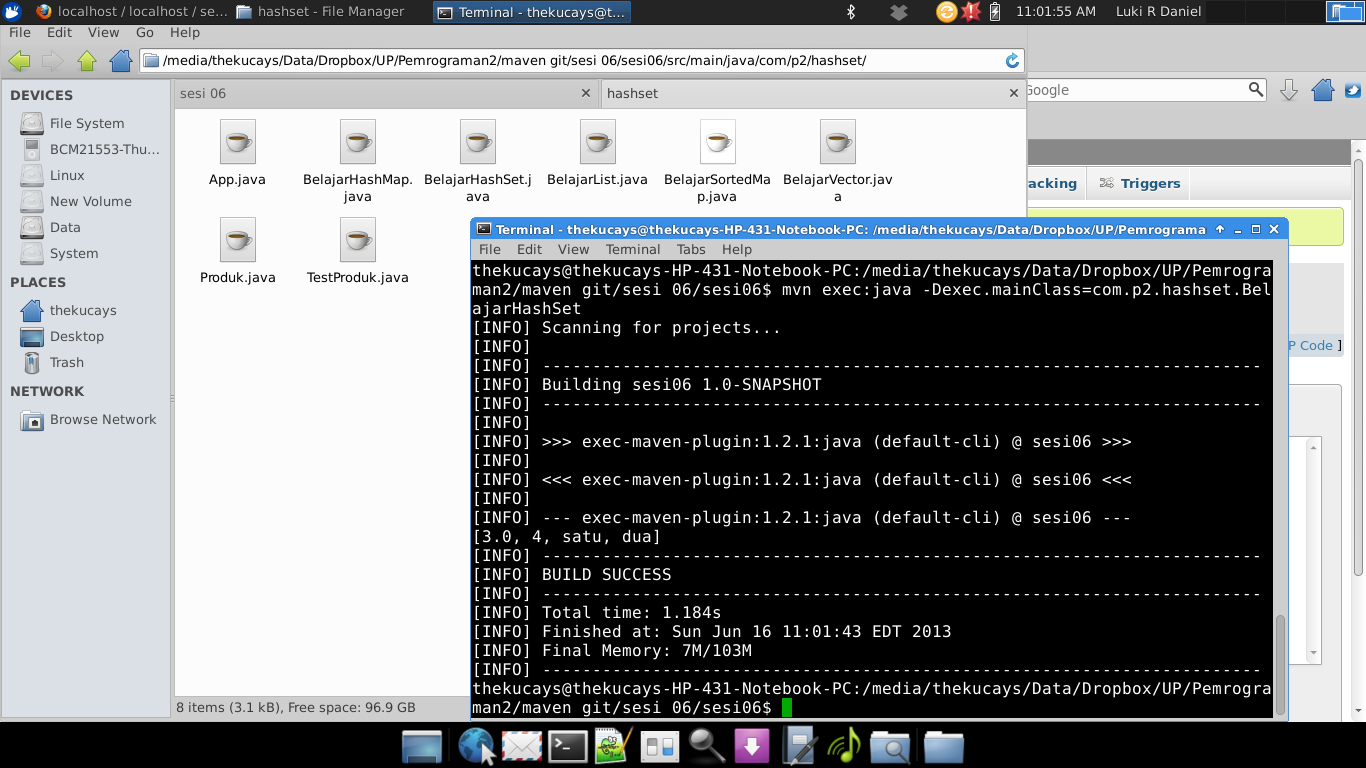 localhost / localhost / se...
hashset - File Manager
Terminal - thekucays@t...
11:01:55 AM
Luki R Daniel
File Edit View Go Help
/media/thekucays/Data/Dropbox/UP/Pemrograman2/maven git/sesi 06/sesi06/src/main/java/com/p2/hashset/
Google
DEVICES
File System
BCM21553-Thu...
Linux
New Volume
Data
System
PLACES
thekucays
Desktop
Trash
NETWORK
Browse Network
sesi 06
hashset
App.java
BelajarHashMap.
java
BelajarHashSet.j
ava
BelajarList.java
BelajarSortedMa
p.java
BelajarVector.jav
a
Produk.java
TestProduk.java
8 items (3.1 kB), Free space: 96.9 GB
acking
Triggers
P Code ]
Terminal - thekucays@thekucays-HP-431-Notebook-PC: /media/thekucays/Data/Dropbox/UP/Pemrograma
File Edit View Terminal Tabs Help
thekucays@thekucays-HP-431-Notebook-PC:/media/thekucays/Data/Dropbox/UP/Pemrogra
man2/maven git/sesi 06/sesi06$ mvn exec:java -Dexec.mainClass=com.p2.hashset.Bel
ajarHashSet
[INFO] Scanning for projects...
[INFO]
[INFO] ------------------------------------------------------------------------
[INFO] Building sesi06 1.0-SNAPSHOT
[INFO] ------------------------------------------------------------------------
[INFO]
[INFO] >>> exec-maven-plugin:1.2.1:java (default-cli) @ sesi06 >>>
[INFO]
[INFO] <<< exec-maven-plugin:1.2.1:java (default-cli) @ sesi06 <<<
[INFO]
[INFO] --- exec-maven-plugin:1.2.1:java (default-cli) @ sesi06 ---
[3.0, 4, satu, dua]
[INFO] ------------------------------------------------------------------------
[INFO] BUILD SUCCESS
[INFO] ------------------------------------------------------------------------
[INFO] Total time: 1.184s
[INFO] Finished at: Sun Jun 16 11:01:43 EDT 2013
[INFO] Final Memory: 7M/103M
[INFO] ------------------------------------------------------------------------
thekucays@thekucays-HP-431-Notebook-PC:/media/thekucays/Data/Dropbox/UP/Pemrogra
man2/maven git/sesi 06/sesi06$